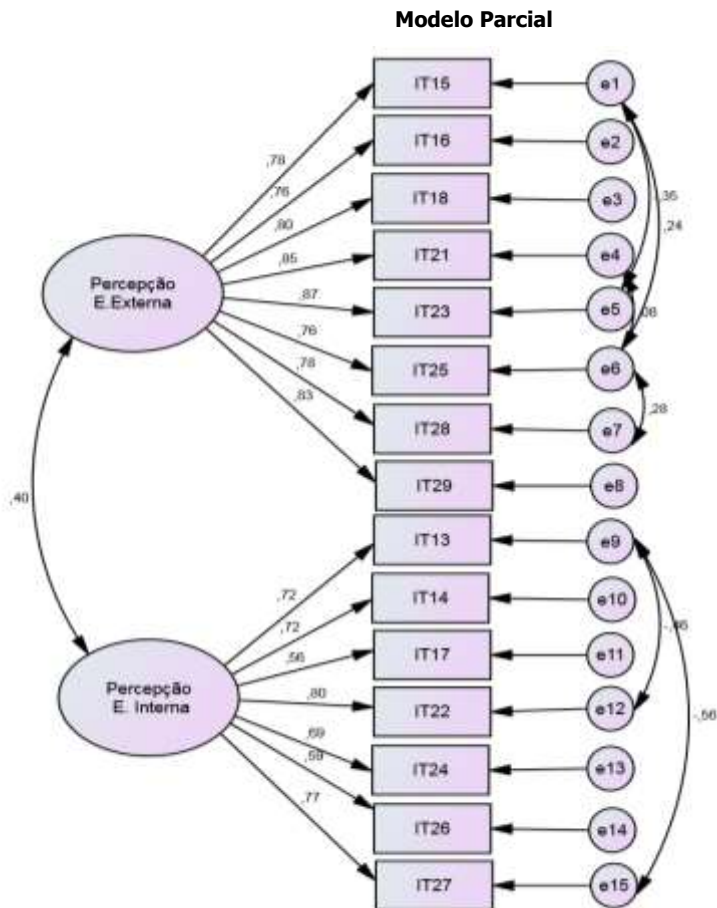 Modelo Parcial
IT15
e1
IT16
e2
IT18
e3
IT21
e4
IT23
e5
IT25
e6
IT28
e7
IT29
e8
IT13
e9
IT14
e10
IT17
e11
IT22
e12
IT24
e13
IT26
e14
IT27
e15
Percepção
E.Externa
Percepção
E. Interna
,78
,76
,80
,85
,87
,76
,78
,83
,40
,72
,72
,56
,80
,69
,59
,77
,35
,24
,28
-,56